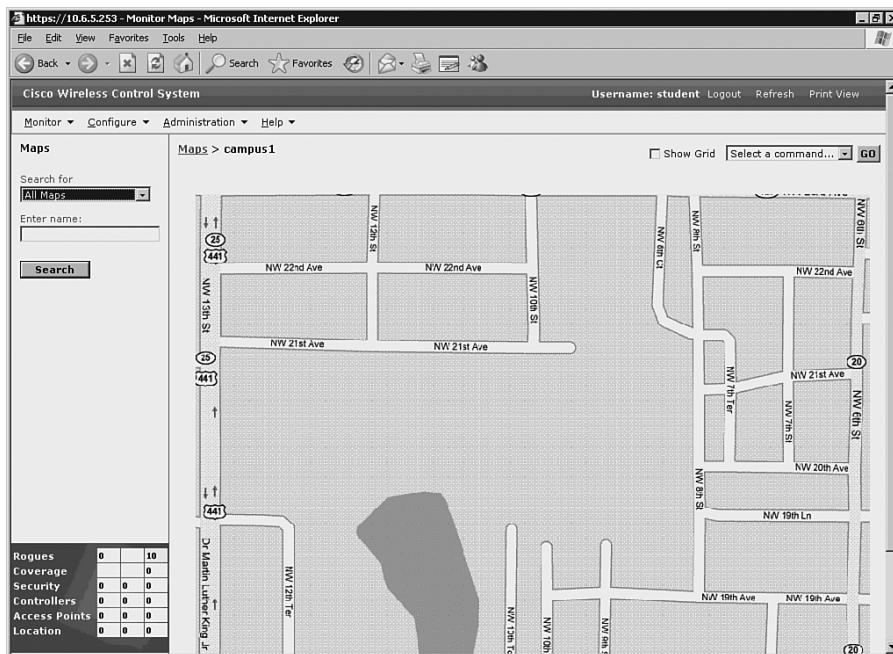 https://10.6.5.253 - Monitor Maps - Microsoft Internet Explorer
File Edit View Favorites Tools Help
Back Search Favorites
Cisco Wireless Control System
Username: student Logout Refresh Print View
Monitor Configure Administration Help
Maps
Search for
All Maps
Enter name:
Search
Maps > campus1
Show Grid Select a command... GO
25
441
NW 13th St
NW 12th St
NW 22nd Ave NW 22nd Ave
NW 10th St
NW 8th Ct
NW 8th St
NW 6th St
NW 22nd Ave
NW 21st Ave NW 21st Ave
25
441
20
NW 21st Ave
NW 7th Ter
NW 7th St
NW 6th St
NW 20th Ave
NW 8th St
441
NW 19th Ln
Dr Martin Luther King Jr
NW 12th Ter
NW 10th
NW 9th
NW 19th Ave NW 19th Ave
20
Rogues 0 10
Coverage 0
Security 0 0 0
Controllers 0 0 0
Access Points 0 0 0
Location 0 0 0